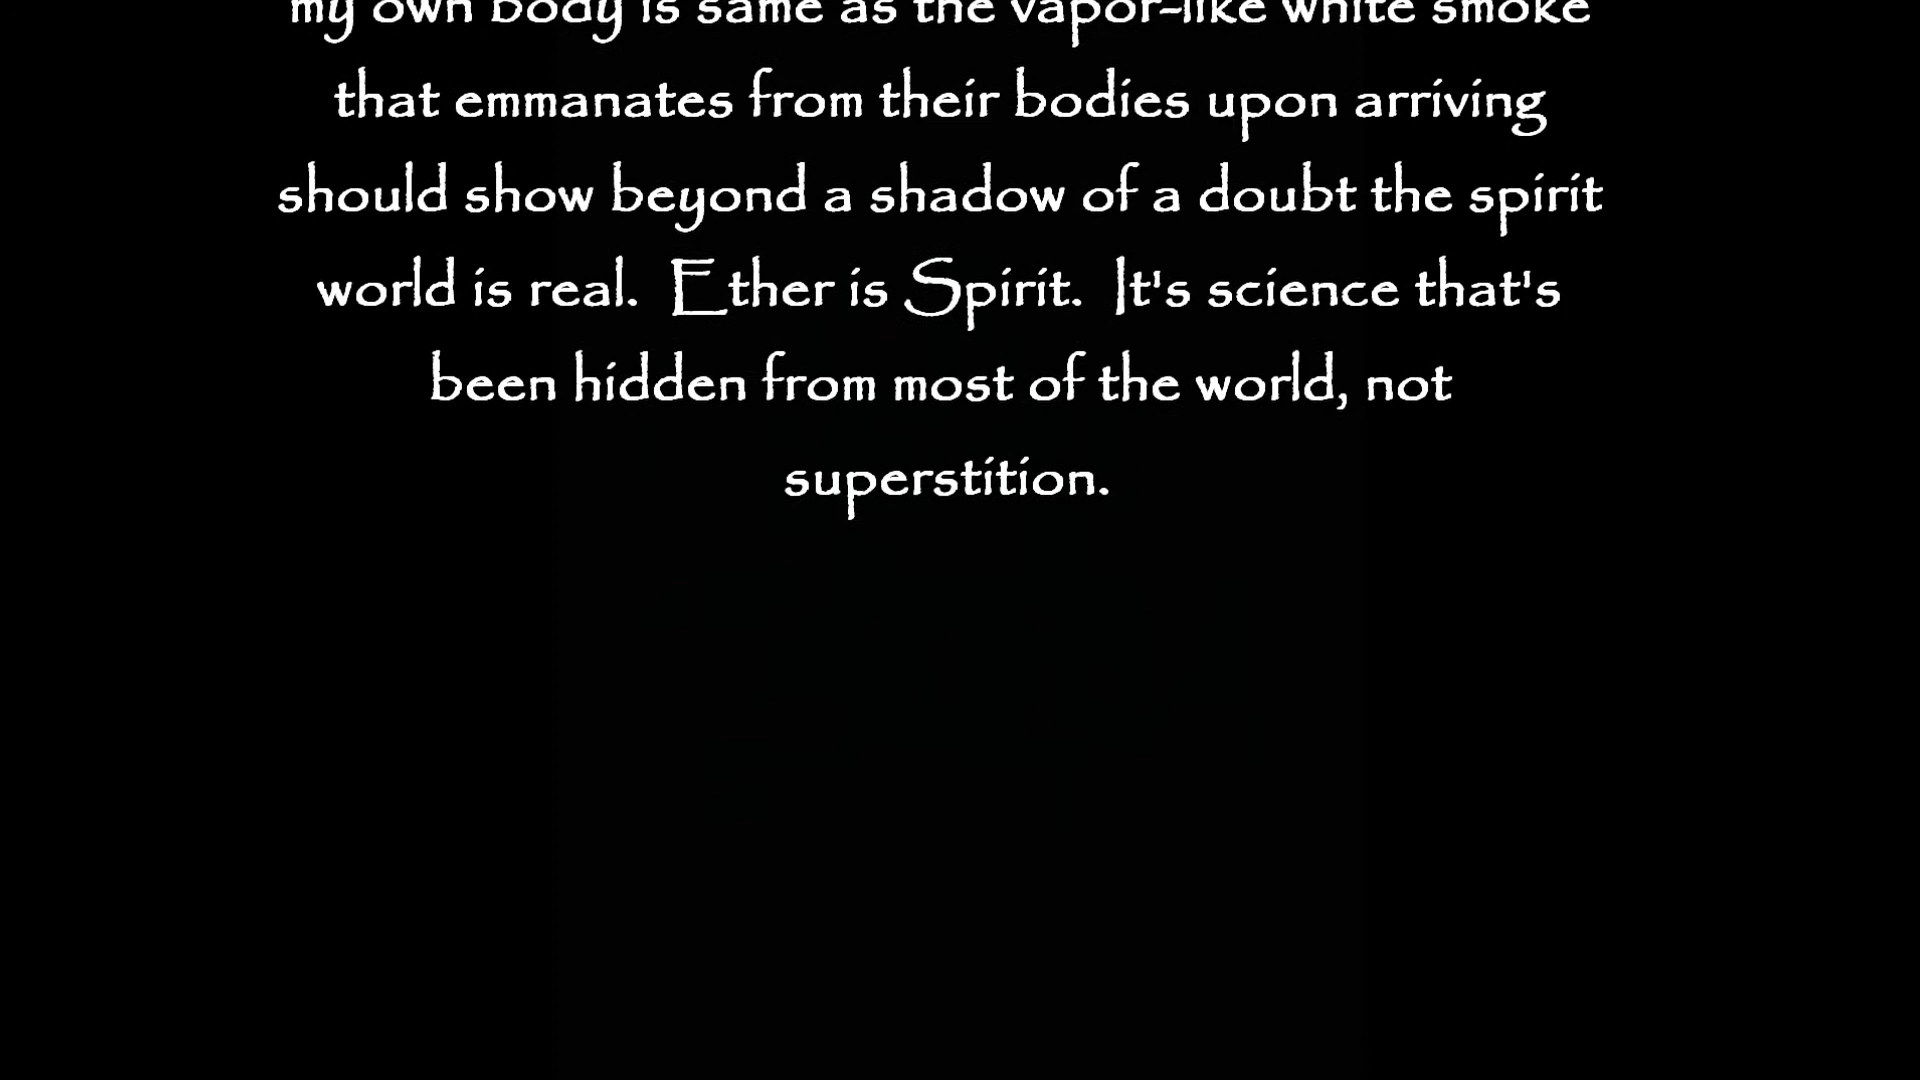 my own body is same as the vapor-like white smoke
that emmanates from their bodies upon arriving
should show beyond a shadow of a doubt the spirit
world is real.  Ether is Spirit.  It's science that's
been hidden from most of the world, not
superstition.